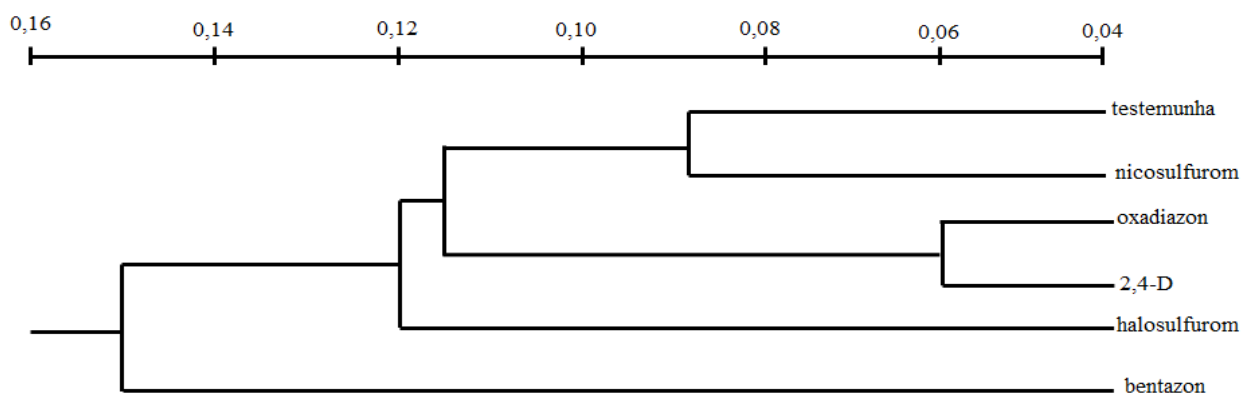 0,16 0,14 0,12 0,10 0,08 0,06 0,04
testemunha
nicosulfurom
oxadiazon
2,4-D
halosulfurom
bentazon